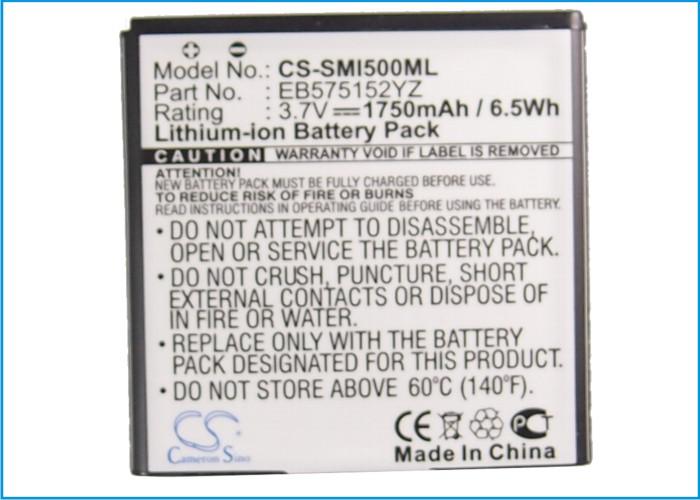 Model No.: CS-SMI500ML
Part No. : EB575152YZ
Rating : 3.7V 1750mAh / 6.5Wh
Lithium-ion Battery Pack
CAUTION WARRANTY VOID IF LABEL IS REMOVED
ATTENTION!
NEW BATTERY PACK MUST BE FULLY CHARGED BEFORE USE
TO REDUCE RISK OF FIRE OR BURNS
READ INSTRUCTIONS IN OPERATING GUIDE BEFORE USING BATTERY
• DO NOT ATTEMPT TO DISASSEMBLE,
OPEN OR SERVICE THE BATTERY PACK.
• DO NOT CRUSH, PUNCTURE, SHORT
EXTERNAL CONTACTS OR DISPOSE OF
IN FIRE OR WATER.
• REPLACE ONLY WITH THE BATTERY
PACK DESIGNATED FOR YOUR PRODUCT.
• DO NOT STORE ABOVE 60°C (140°F).
CS
Cameron Sino
CE PCT
Made In China